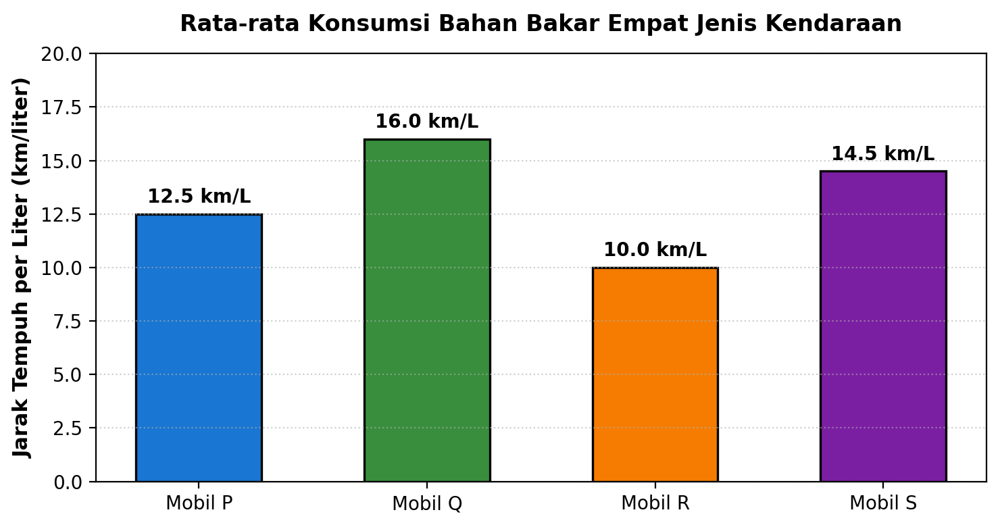 Rata-rata Konsumsi Bahan Bakar Empat Jenis Kendaraan
Jarak Tempuh per Liter (km/liter)
20.0
17.5
15.0
12.5
10.0
7.5
5.0
2.5
0.0
12.5 km/L
16.0 km/L
10.0 km/L
14.5 km/L
Mobil P
Mobil Q
Mobil R
Mobil S